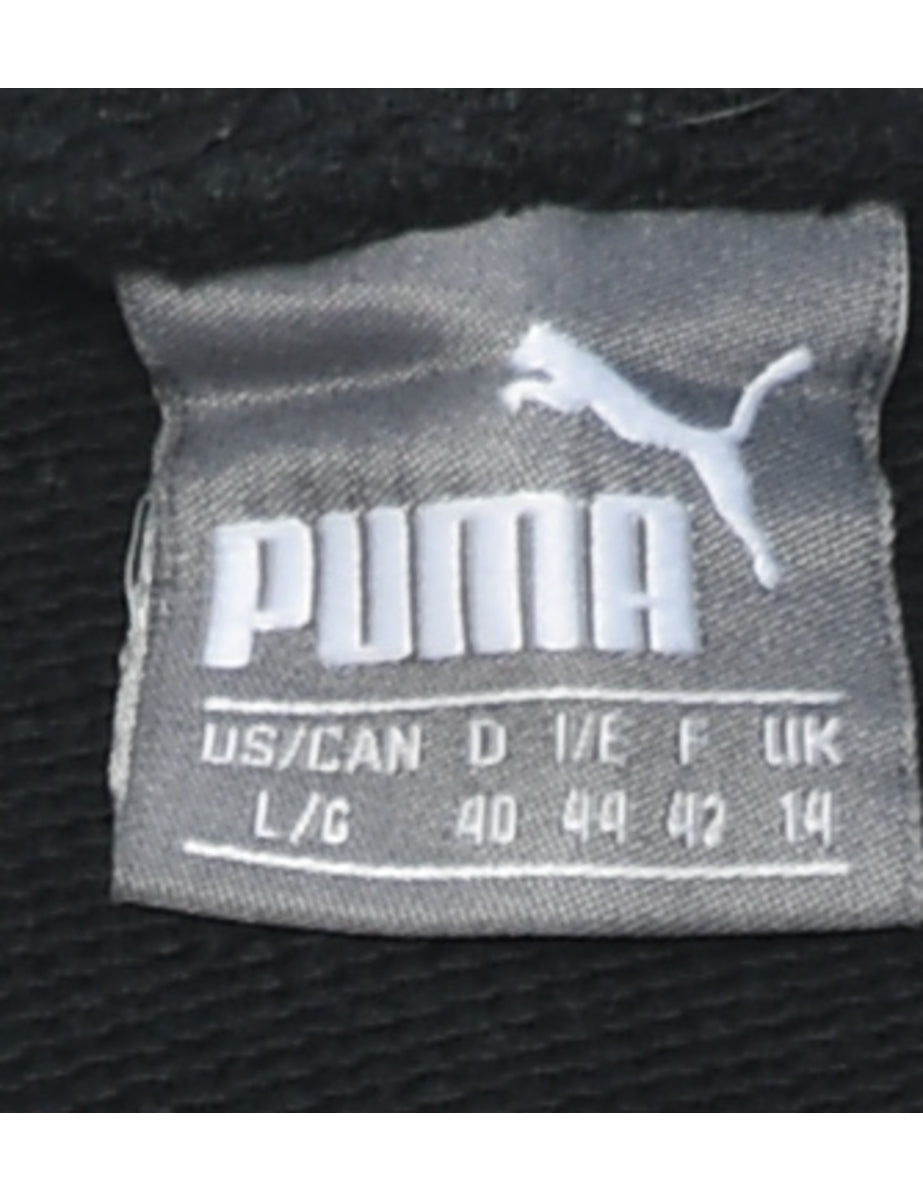 PUMA
US/CAN D I/E F UK
L/G 40 44 42 14